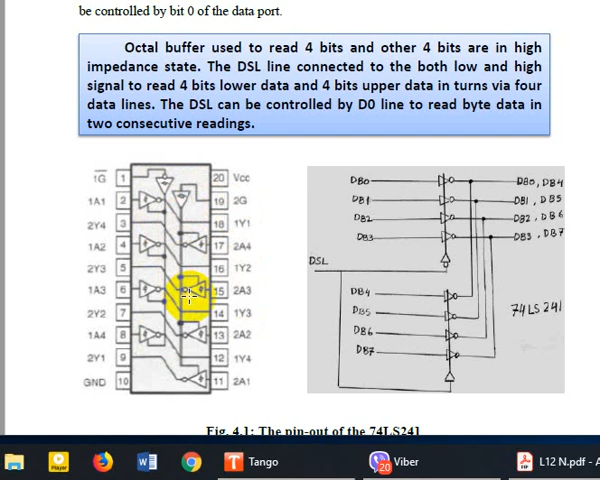 be controlled by bit 0 of the data port.
Octal buffer used to read 4 bits and other 4 bits are in high
impedance state. The DSL line connected to the both low and high
signal to read 4 bits lower data and 4 bits upper data in turns via four
data lines. The DSL can be controlled by D0 line to read byte data in
two consecutive readings.
1G 1 20 Vcc
1A1 2 19 2G
2Y4 3 18 1Y1
1A2 4 17 2A4
2Y3 5 16 1Y2
1A3 6 15 2A3
2Y2 7 14 1Y3
1A4 8 13 2A2
2Y1 9 12 1Y4
GND 10 11 2A1
DB0 DB0, DB4
DB1 DB1, DB5
DB2 DB2, DB6
DB3 DB3, DB7
DSL
DB4
DB5
DB6
DB7
74LS241
Fig. 4.1: The pin-out of the 74LS241
Player
W
T
Tango
20
Viber
L12 N.pdf - A